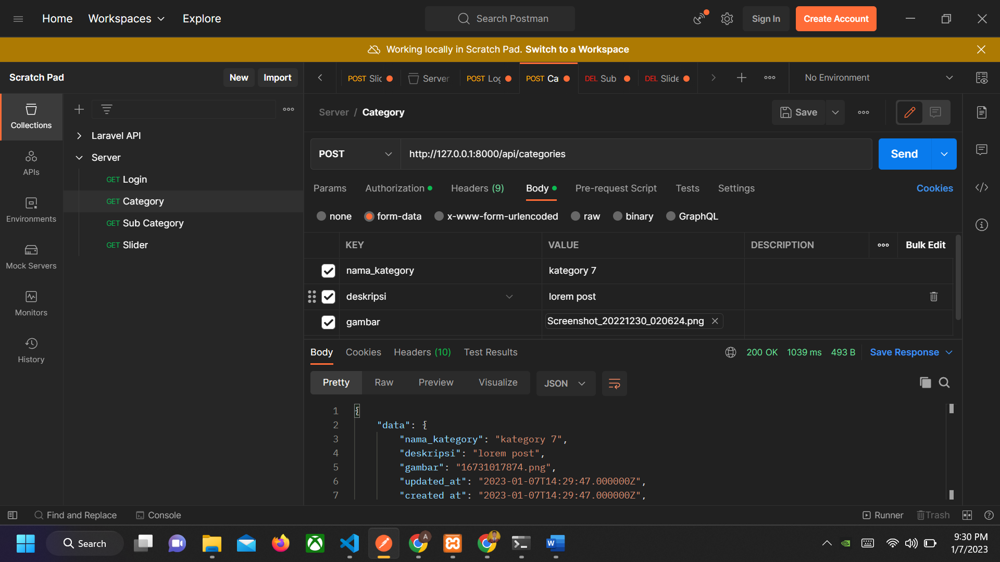 Home Workspaces Explore Search Postman Sign In Create Account
Working locally in Scratch Pad. Switch to a Workspace
Scratch Pad New Import POST Slic Server POST Log POST Ca DEL Sub DEL Slide No Environment
Collections
APIs
Environments
Mock Servers
Monitors
History
Laravel API
Server
GET Login
GET Category
GET Sub Category
GET Slider
Server / Category Save
POST http://127.0.0.1:8000/api/categories Send
Params Authorization Headers (9) Body Pre-request Script Tests Settings Cookies
none form-data x-www-form-urlencoded raw binary GraphQL
KEY VALUE DESCRIPTION Bulk Edit
nama_kategory kategory 7
deskripsi lorem post
gambar Screenshot_20221230_020624.png
Body Cookies Headers (10) Test Results 200 OK 1039 ms 493 B Save Response
Pretty Raw Preview Visualize JSON
1 {
2 "data": {
3 "nama_kategory": "kategory 7",
4 "deskripsi": "lorem post",
5 "gambar": "16731017874.png",
6 "updated_at": "2023-01-07T14:29:47.000000Z",
7 "created at": "2023-01-07T14:29:47.000000Z",
Find and Replace Console Runner Trash
Search A W 9:30 PM
1/7/2023